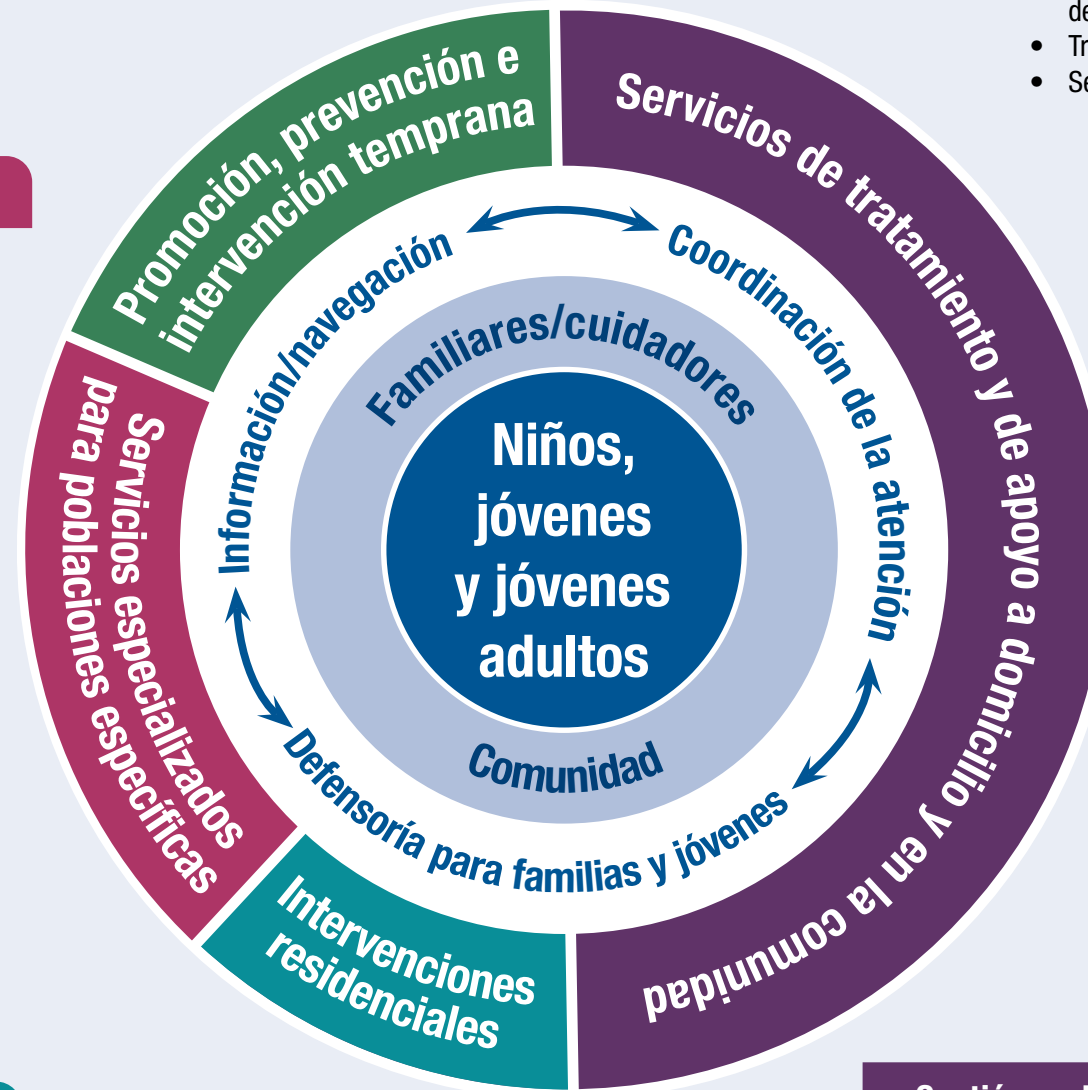 Promoción, prevención e
intervención temprana
Servicios de tratamiento y de apoyo a domicilio y en la comunidad
Servicios especializados
para poblaciones específicas
Intervenciones
residenciales
Información/navegación
Coordinación de la atención
Defensoría para familias y jóvenes
Familiares/cuidadores
Comunidad
Niños,
jóvenes
y jóvenes
adultos